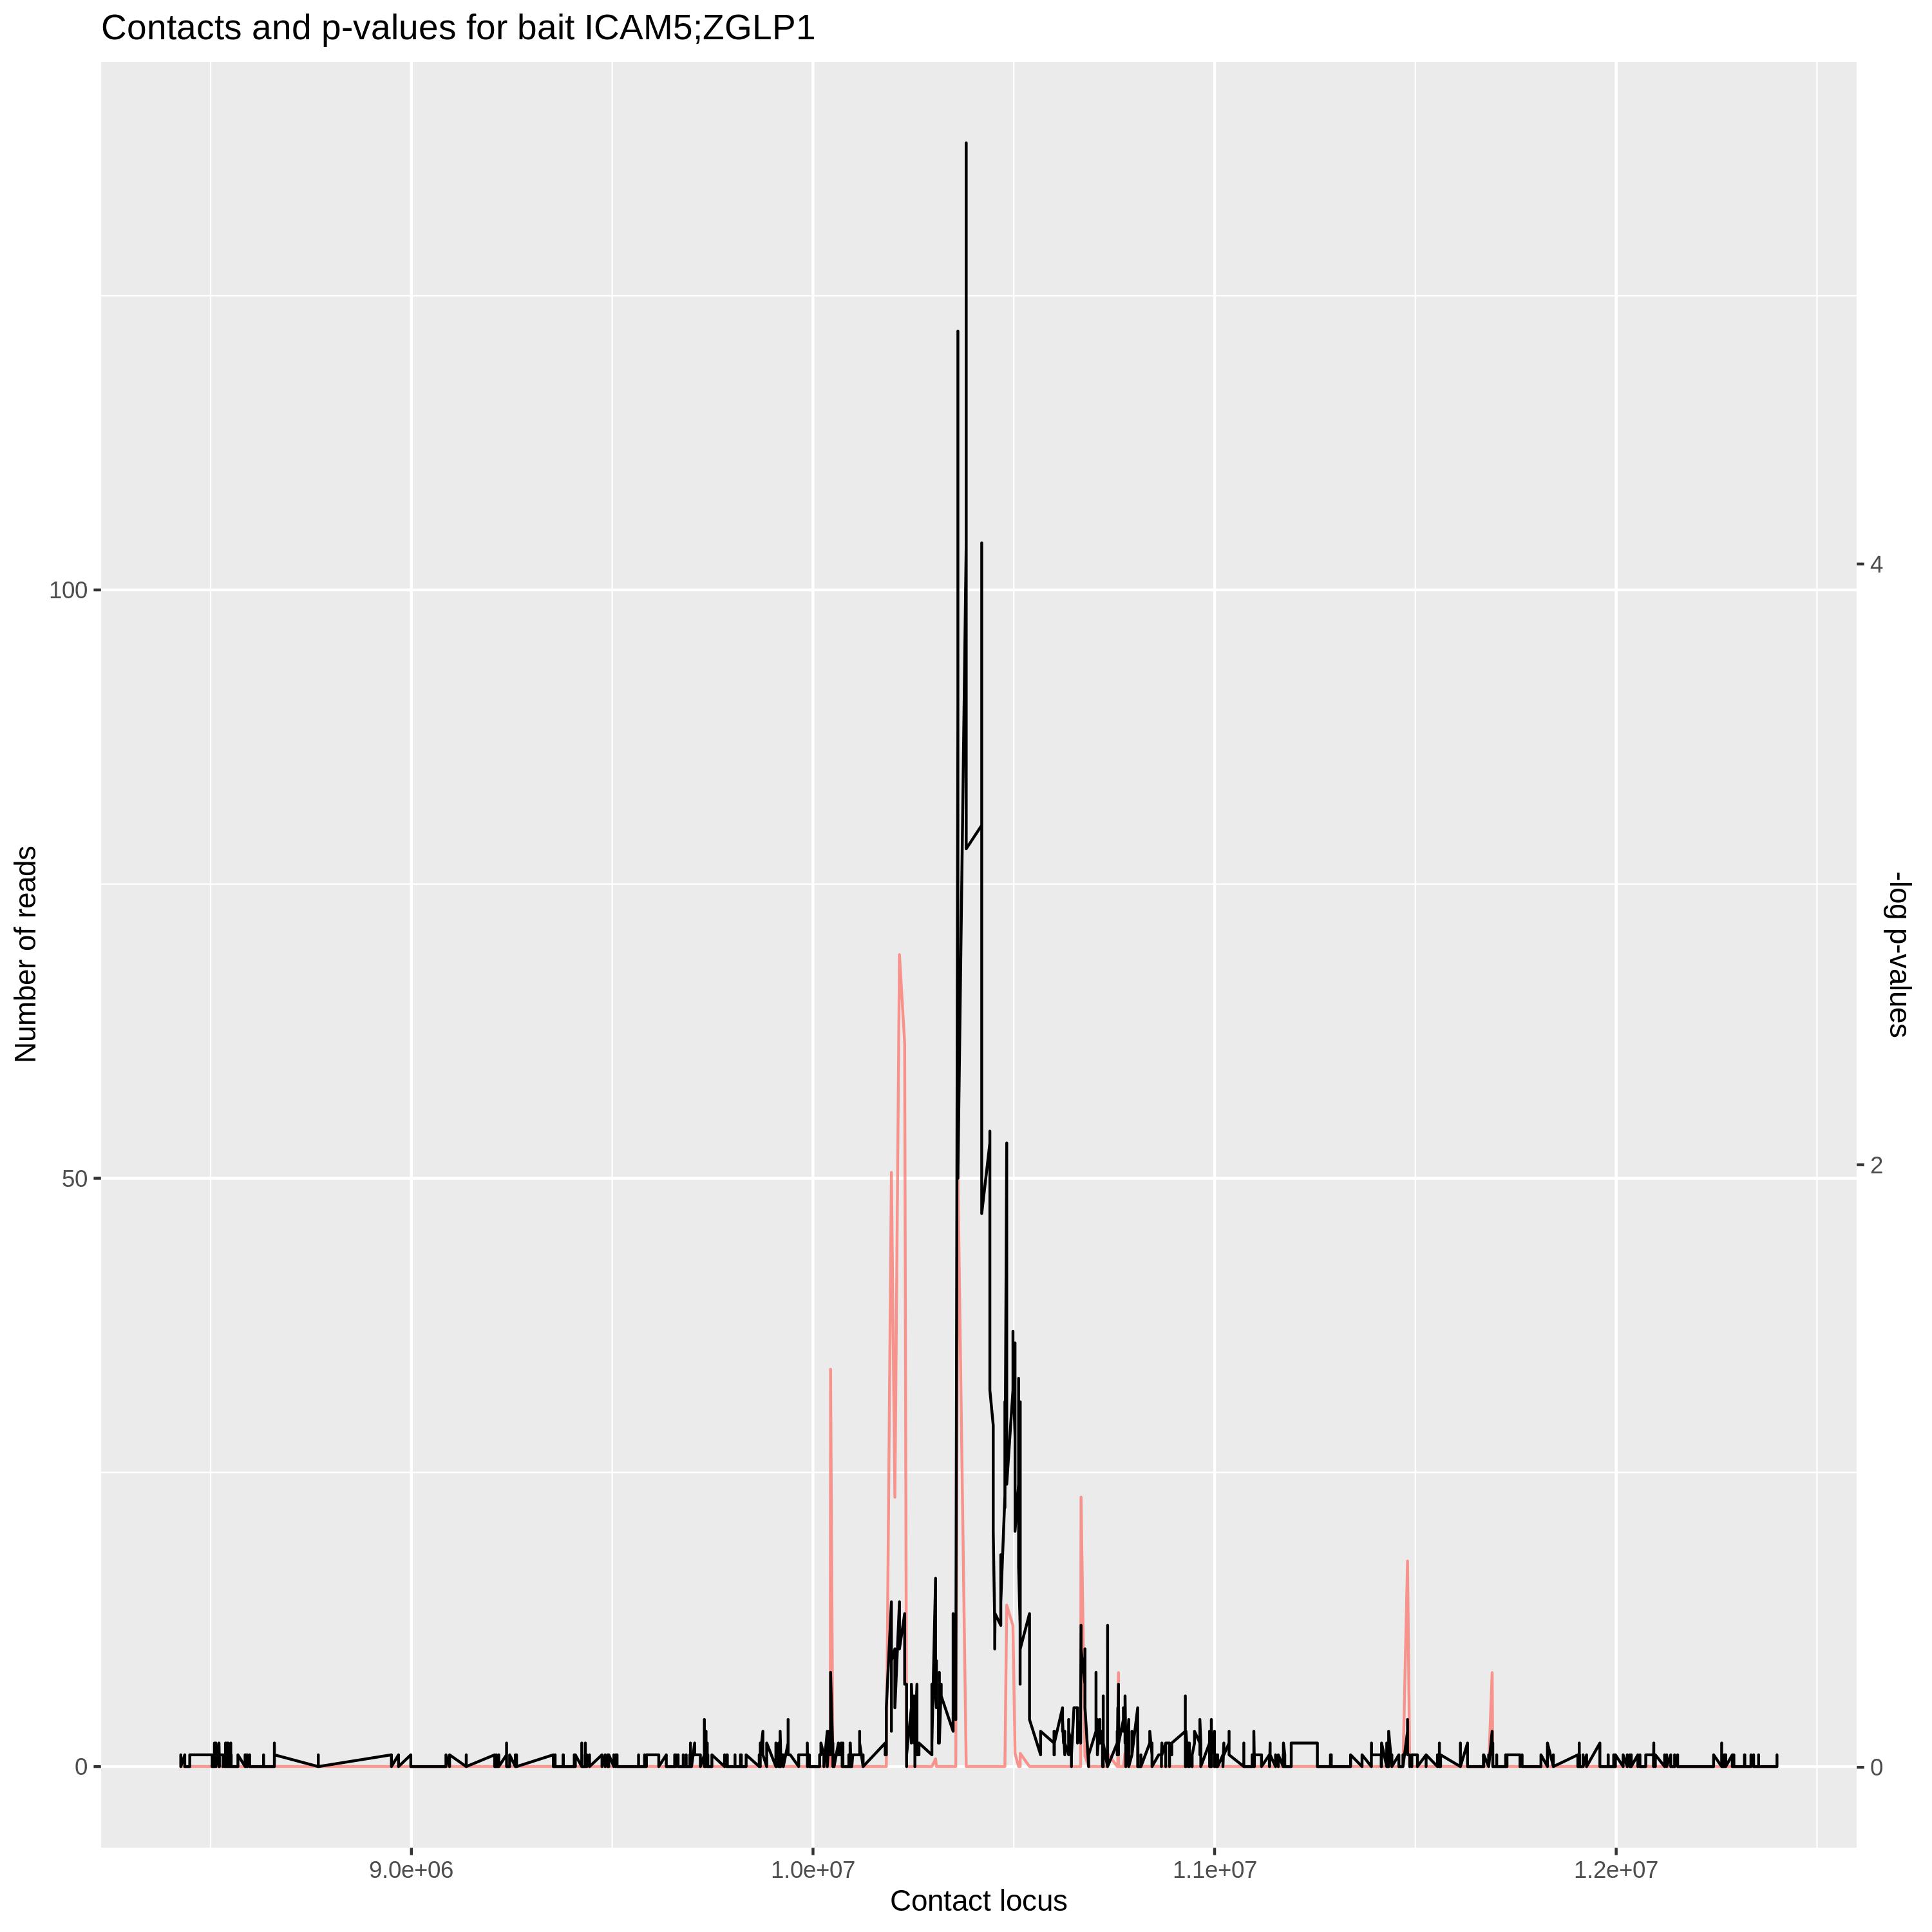 Contacts and p-values for bait ICAM5;ZGLP1
Number of reads
100
50
0
4
2
0
-log p-values
9.0e+06
1.0e+07
1.1e+07
1.2e+07
Contact locus